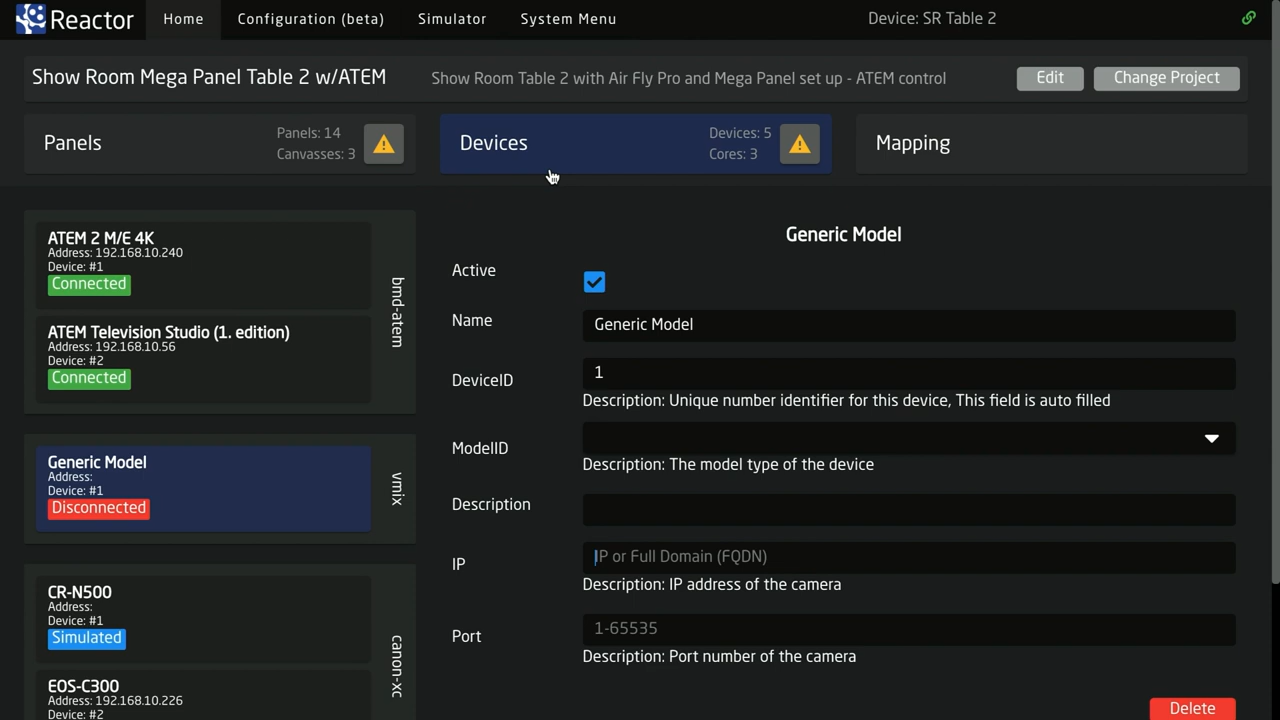 Reactor
Home
Configuration (beta)
Simulator
System Menu
Device: SR Table 2
Show Room Mega Panel Table 2 w/ATEM
Show Room Table 2 with Air Fly Pro and Mega Panel set up - ATEM control
Edit
Change Project
Panels
Panels: 14
Canvasses: 3
Devices
Devices: 5
Cores: 3
Mapping
ATEM 2 M/E 4K
Address: 192.168.10.240
Device: #1
Connected
ATEM Television Studio (1. edition)
Address: 192.168.10.56
Device: #2
Connected
bmd-atem
Generic Model
Address:
Device: #1
Disconnected
vmix
CR-N500
Address:
Device: #1
Simulated
EOS-C300
Address: 192.168.10.226
Device: #2
canon-xc
Generic Model
Active
Name
Generic Model
DeviceID
1
Description: Unique number identifier for this device, This field is auto filled
ModelID
Description: The model type of the device
Description
IP
IP or Full Domain (FQDN)
Description: IP address of the camera
Port
1-65535
Description: Port number of the camera
Delete